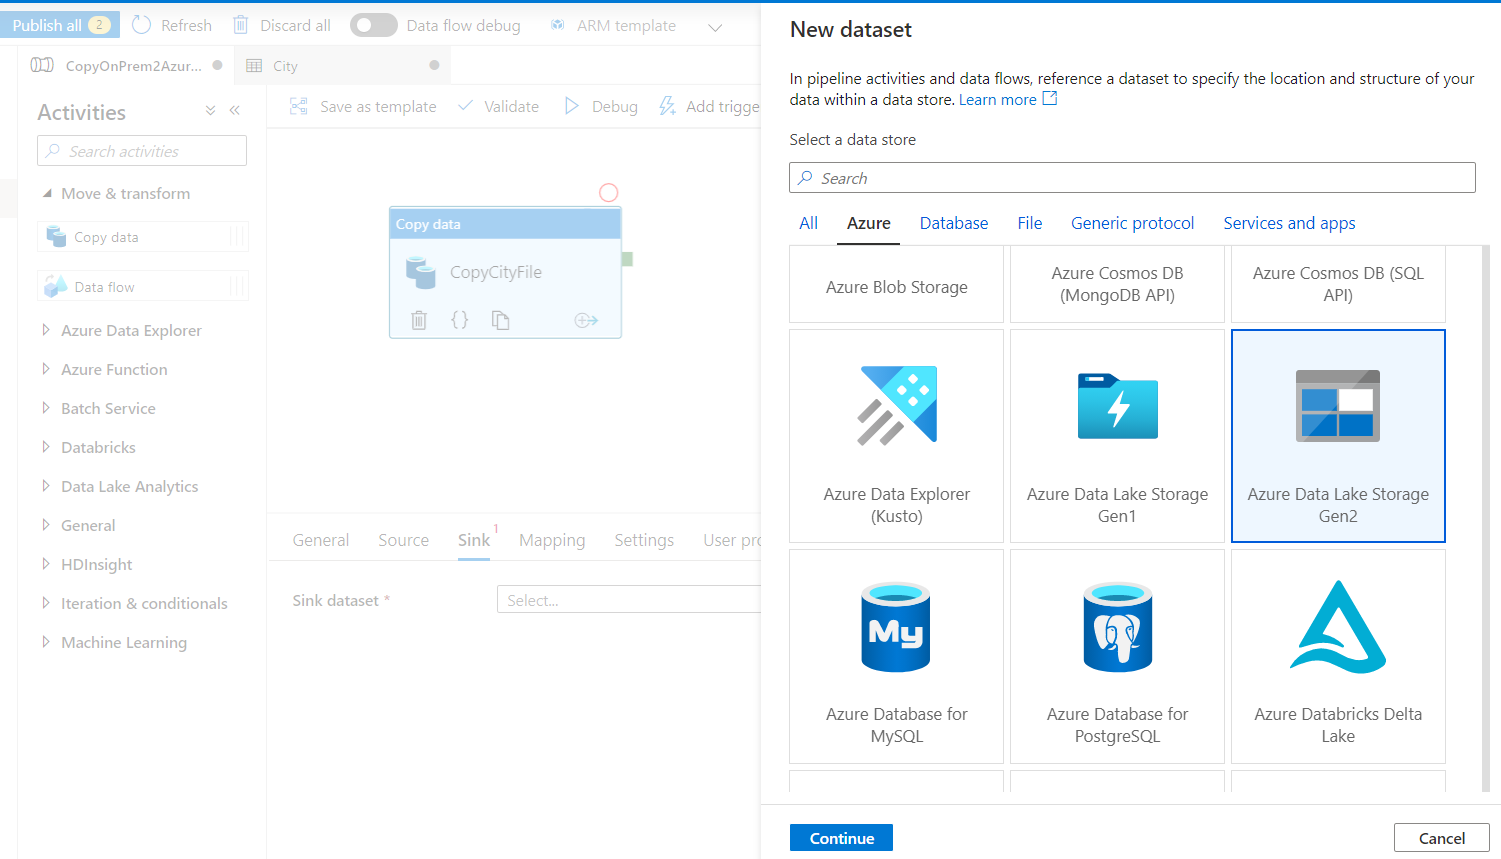 Publish all 2
Refresh
Discard all
Data flow debug
ARM template
CopyOnPrem2Azur...
City
Activities
Search activities
Move & transform
Copy data
Data flow
Azure Data Explorer
Azure Function
Batch Service
Databricks
Data Lake Analytics
General
HDInsight
Iteration & conditionals
Machine Learning
Save as template
Validate
Debug
Add trigge
Copy data
CopyCityFile
{}
General
Source
Sink 1
Mapping
Settings
User pro
Sink dataset *
Select...
New dataset
In pipeline activities and data flows, reference a dataset to specify the location and structure of your
data within a data store. Learn more
Select a data store
Search
All
Azure
Database
File
Generic protocol
Services and apps
Azure Blob Storage
Azure Cosmos DB
(MongoDB API)
Azure Cosmos DB (SQL
API)
Azure Data Explorer
(Kusto)
Azure Data Lake Storage
Gen1
Azure Data Lake Storage
Gen2
My
Azure Database for
MySQL
Azure Database for
PostgreSQL
Azure Databricks Delta
Lake
Continue
Cancel